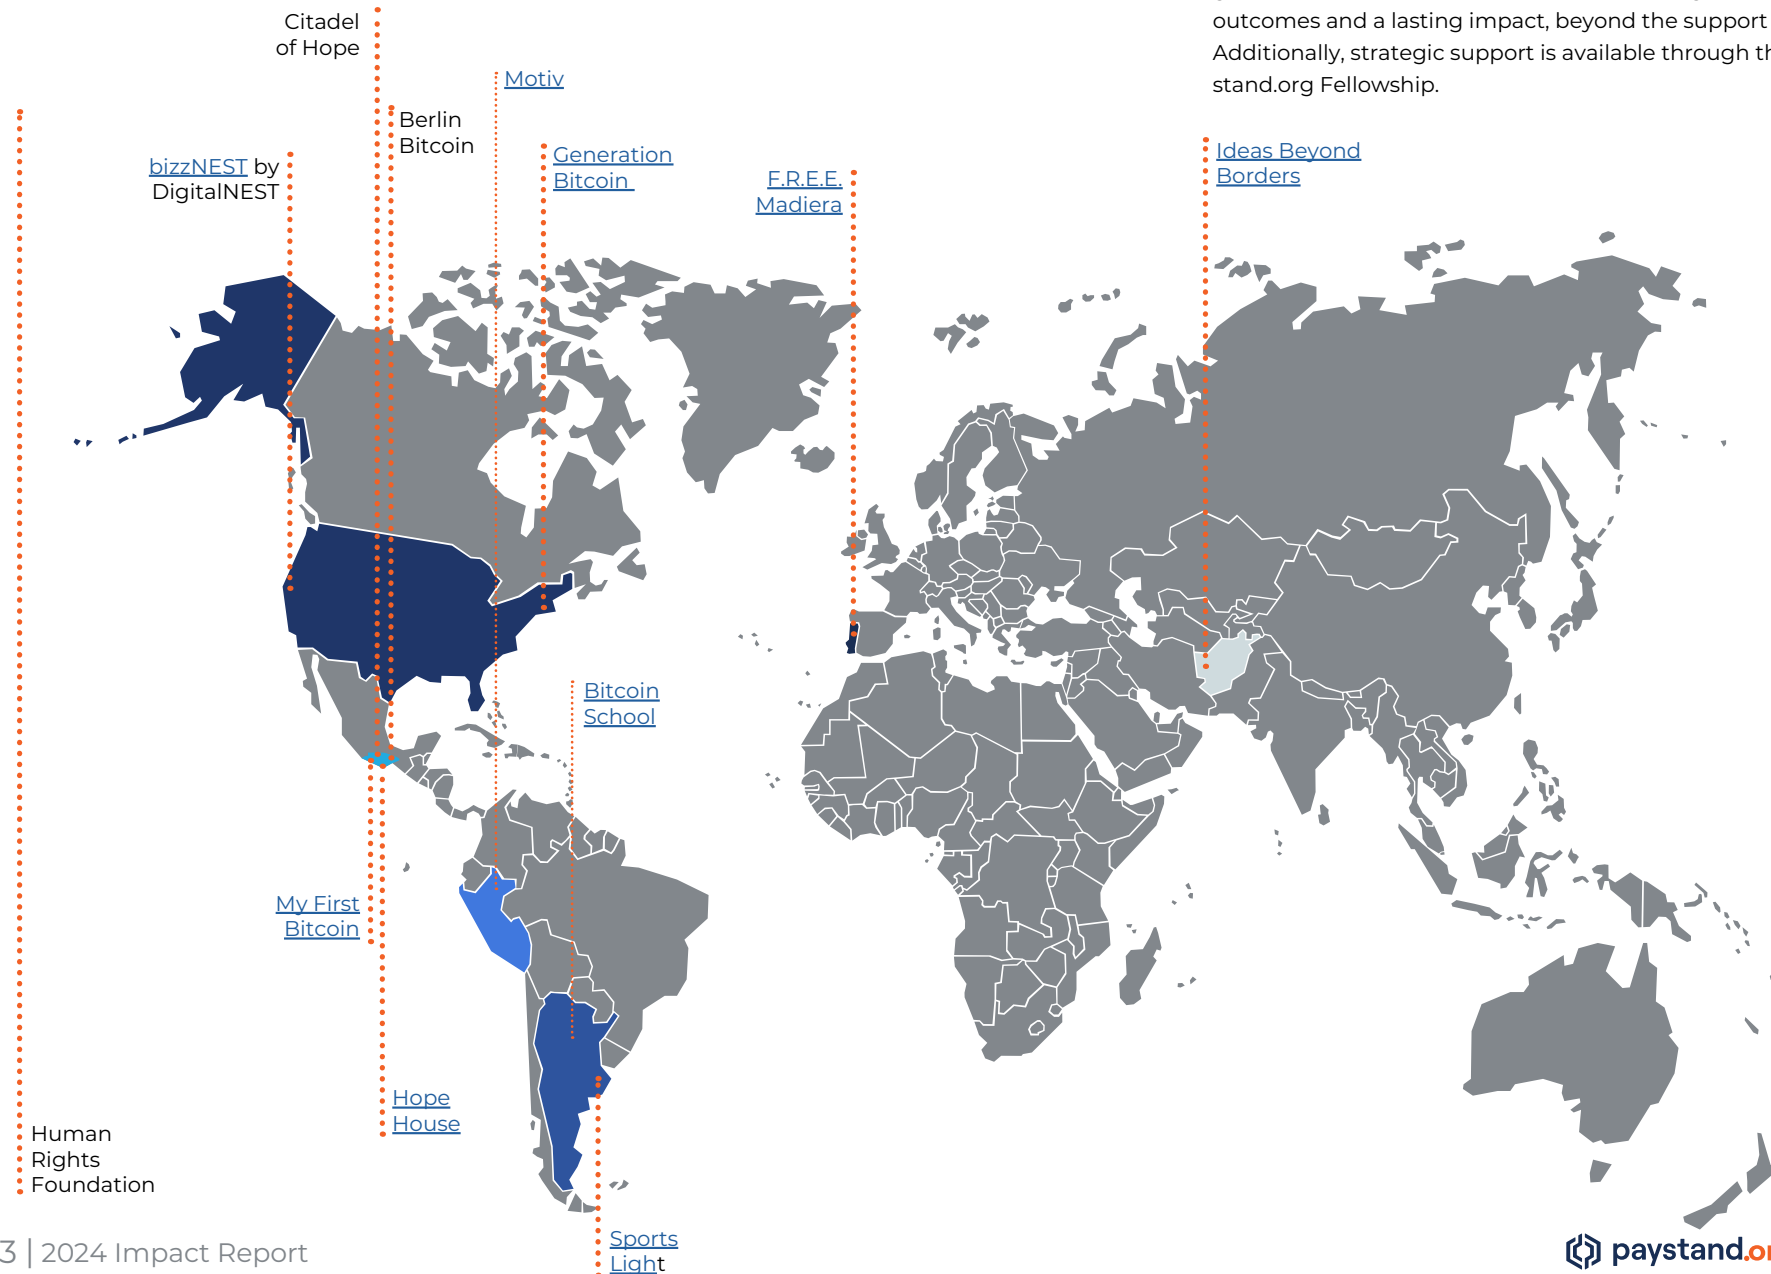 outcomes and a lasting impact, beyond the support
Additionally, strategic support is available through
stand.org Fellowship.
Citadel
of Hope
Motiv
Berlin
Bitcoin
bizzNEST by
DigitalNEST
Generation
Bitcoin
F.R.E.E.
Madiera
Ideas Beyond
Borders
Bitcoin
School
My First
Bitcoin
Hope
House
Human
Rights
Foundation
Sports
Light
3 | 2024 Impact Report
paystand.or